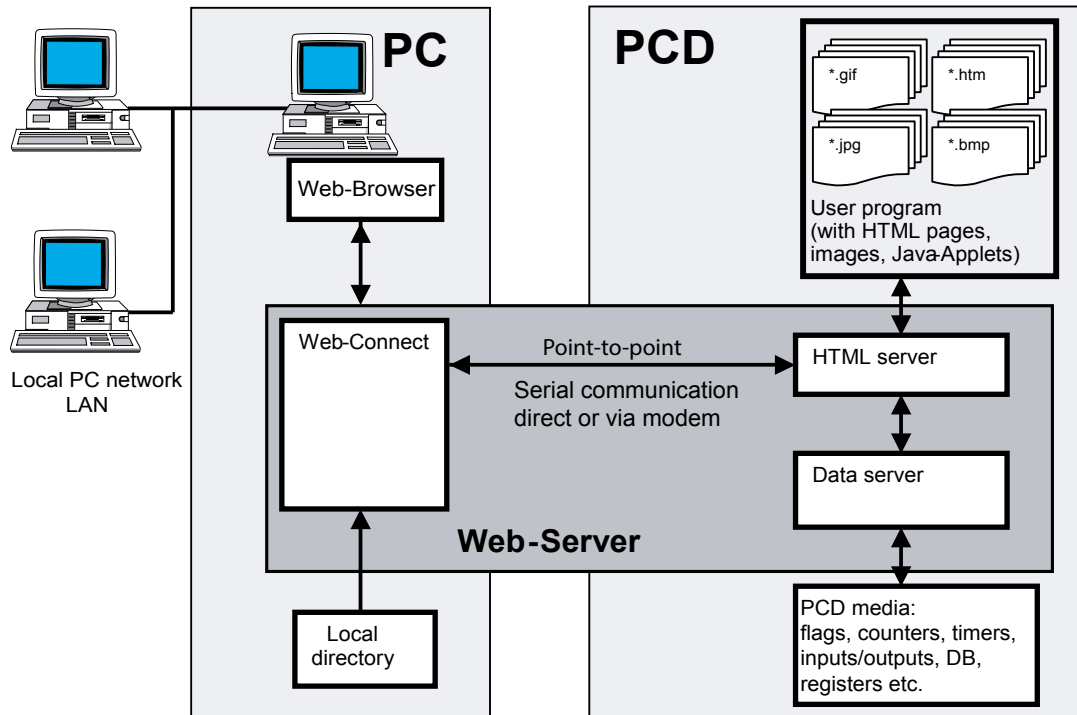 PC
PCD
*.gif
*.htm
*.jpg
*.bmp
User program
(with HTML pages,
images, Java-Applets)
Web-Browser
Local PC network
LAN
Web-Connect
Point-to-point
Serial communication
direct or via modem
HTML server
Data server
Web-Server
Local
directory
PCD media:
flags, counters, timers,
inputs/outputs, DB,
registers etc.